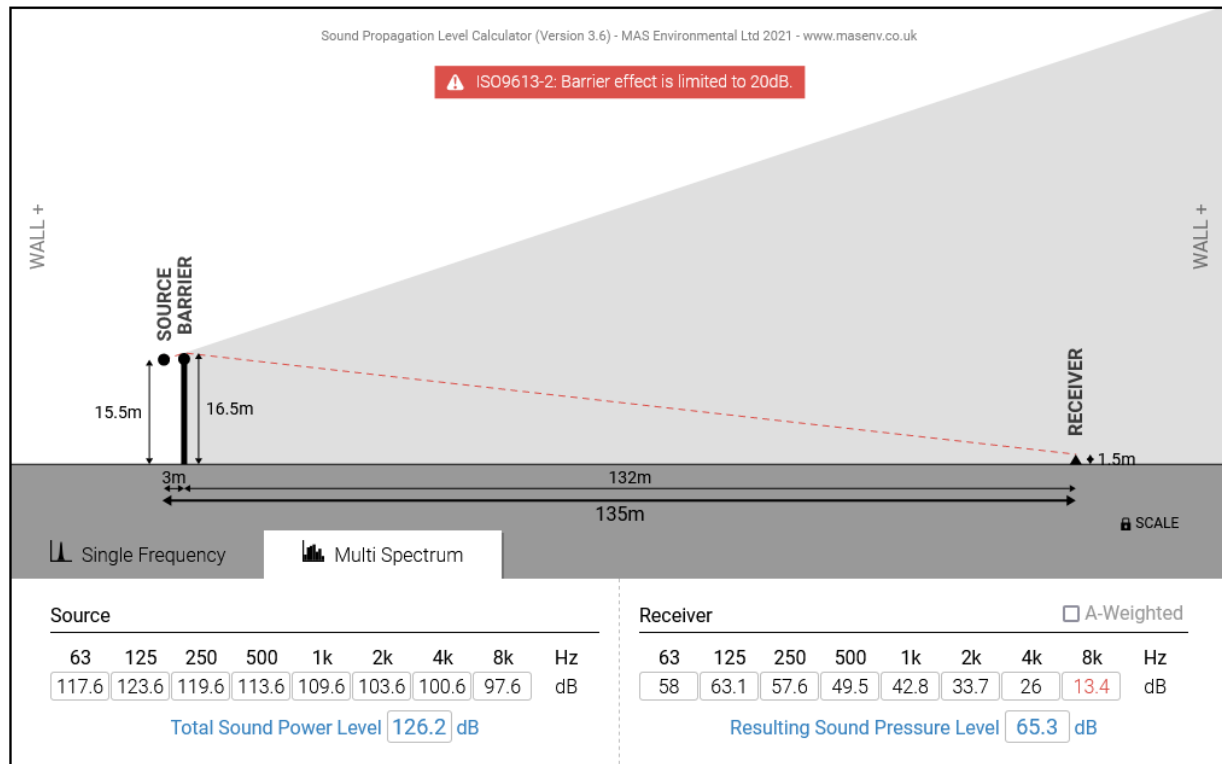 Sound Propagation Level Calculator (Version 3.6) - MAS Environmental Ltd 2021 - www.masenv.co.uk
ISO9613-2: Barrier effect is limited to 20dB.
WALL +
WALL +
SOURCE
BARRIER
RECEIVER
15.5m
16.5m
1.5m
3m
132m
135m
SCALE
Single Frequency
Multi Spectrum
Source
63 125 250 500 1k 2k 4k 8k Hz
117.6 123.6 119.6 113.6 109.6 103.6 100.6 97.6 dB
Total Sound Power Level 126.2 dB
Receiver
A-Weighted
63 125 250 500 1k 2k 4k 8k Hz
58 63.1 57.6 49.5 42.8 33.7 26 13.4 dB
Resulting Sound Pressure Level 65.3 dB